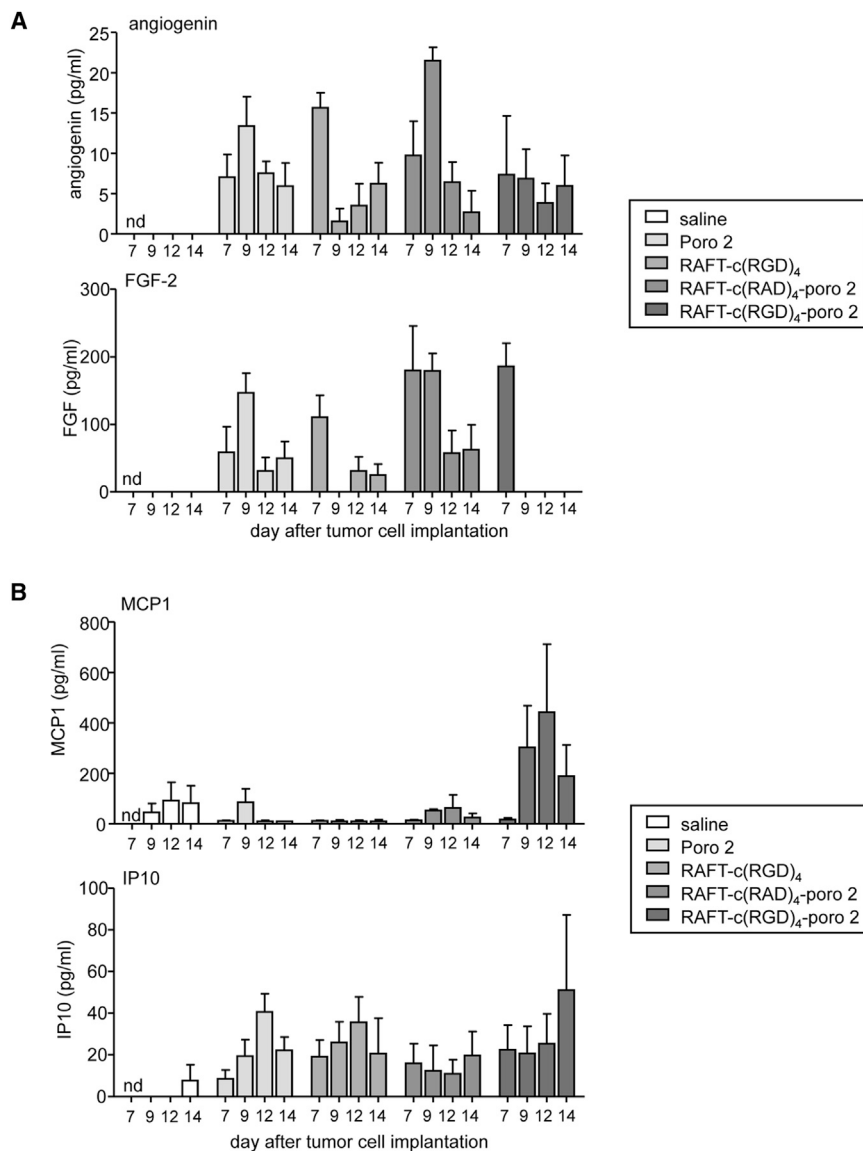 A
angiogenin
angiogenin (pg/ml)
25
20
15
10
5
0
nd
7 9 12 14 7 9 12 14 7 9 12 14 7 9 12 14 7 9 12 14
FGF-2
FGF (pg/ml)
300
200
100
0
nd
7 9 12 14 7 9 12 14 7 9 12 14 7 9 12 14 7 9 12 14
day after tumor cell implantation
saline
Poro 2
RAFT-c(RGD)₄
RAFT-c(RAD)₄-poro 2
RAFT-c(RGD)₄-poro 2
B
MCP1
MCP1 (pg/ml)
800
600
400
200
0
nd
7 9 12 14 7 9 12 14 7 9 12 14 7 9 12 14 7 9 12 14
IP10
IP10 (pg/ml)
100
80
60
40
20
0
nd
7 9 12 14 7 9 12 14 7 9 12 14 7 9 12 14 7 9 12 14
day after tumor cell implantation
saline
Poro 2
RAFT-c(RGD)₄
RAFT-c(RAD)₄-poro 2
RAFT-c(RGD)₄-poro 2